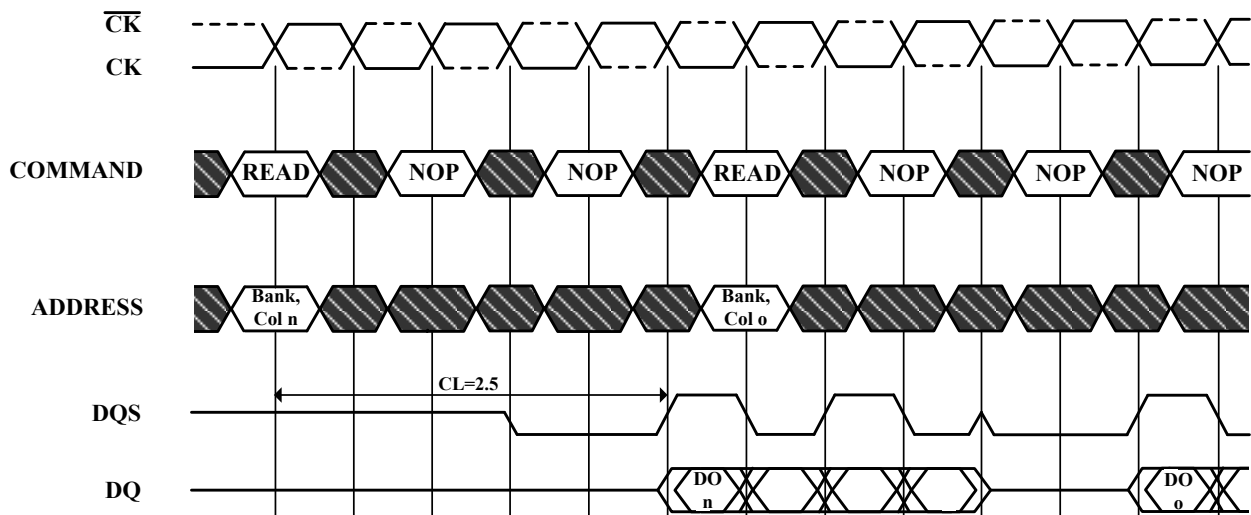 CK
CK
COMMAND READ NOP NOP READ NOP NOP NOP
ADDRESS Bank, Col n Bank, Col o
CL=2.5
DQS
DQ DO n DO o